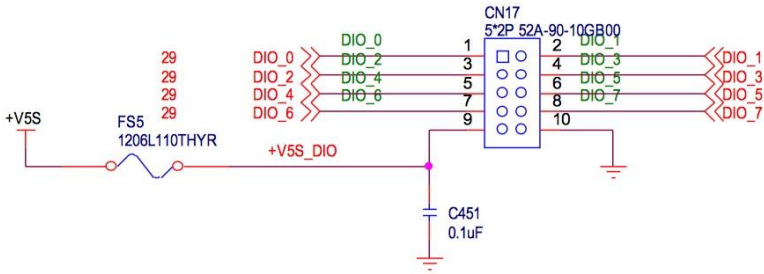 CN17
5*2P 52A-90-10GB00
DIO_0 1 2 DIO_1
29 DIO_0 DIO_2 3 4 DIO_3 DIO_1
29 DIO_2 DIO_4 5 6 DIO_5 DIO_3
29 DIO_4 DIO_6 7 8 DIO_7 DIO_5
29 DIO_6 9 10 DIO_7
+V5S
FS5
1206L110THYR
+V5S_DIO
C451
0.1uF